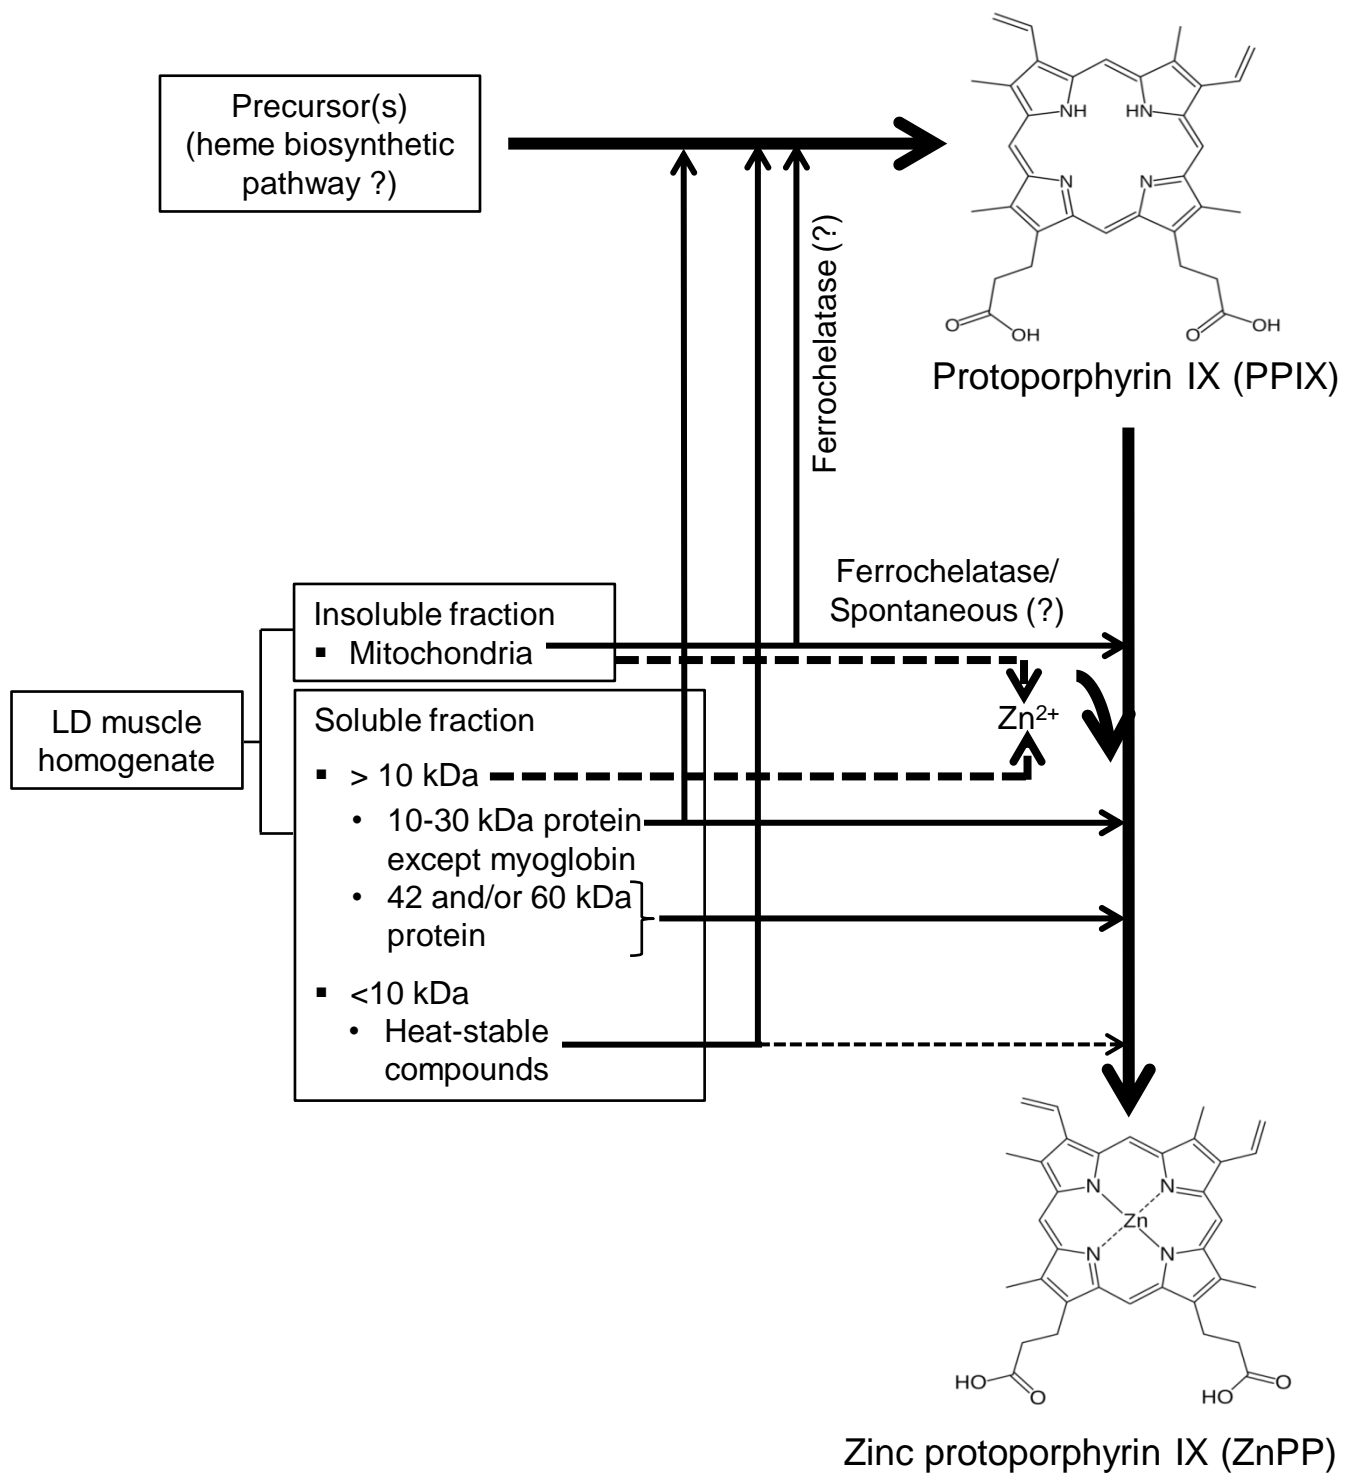 Precursor(s)
(heme biosynthetic
pathway ?)
NH
HN
N
N
O
OH
O
OH
Protoporphyrin IX (PPIX)
Ferrochelatase (?)
Ferrochelatase/
Spontaneous (?)
Insoluble fraction
▪ Mitochondria
LD muscle
homogenate
Zn²⁺
Soluble fraction
▪ > 10 kDa
• 10-30 kDa protein
except myoglobin
• 42 and/or 60 kDa
protein
▪ <10 kDa
• Heat-stable
compounds
N
N
Zn
N
N
HO
O
HO
O
Zinc protoporphyrin IX (ZnPP)